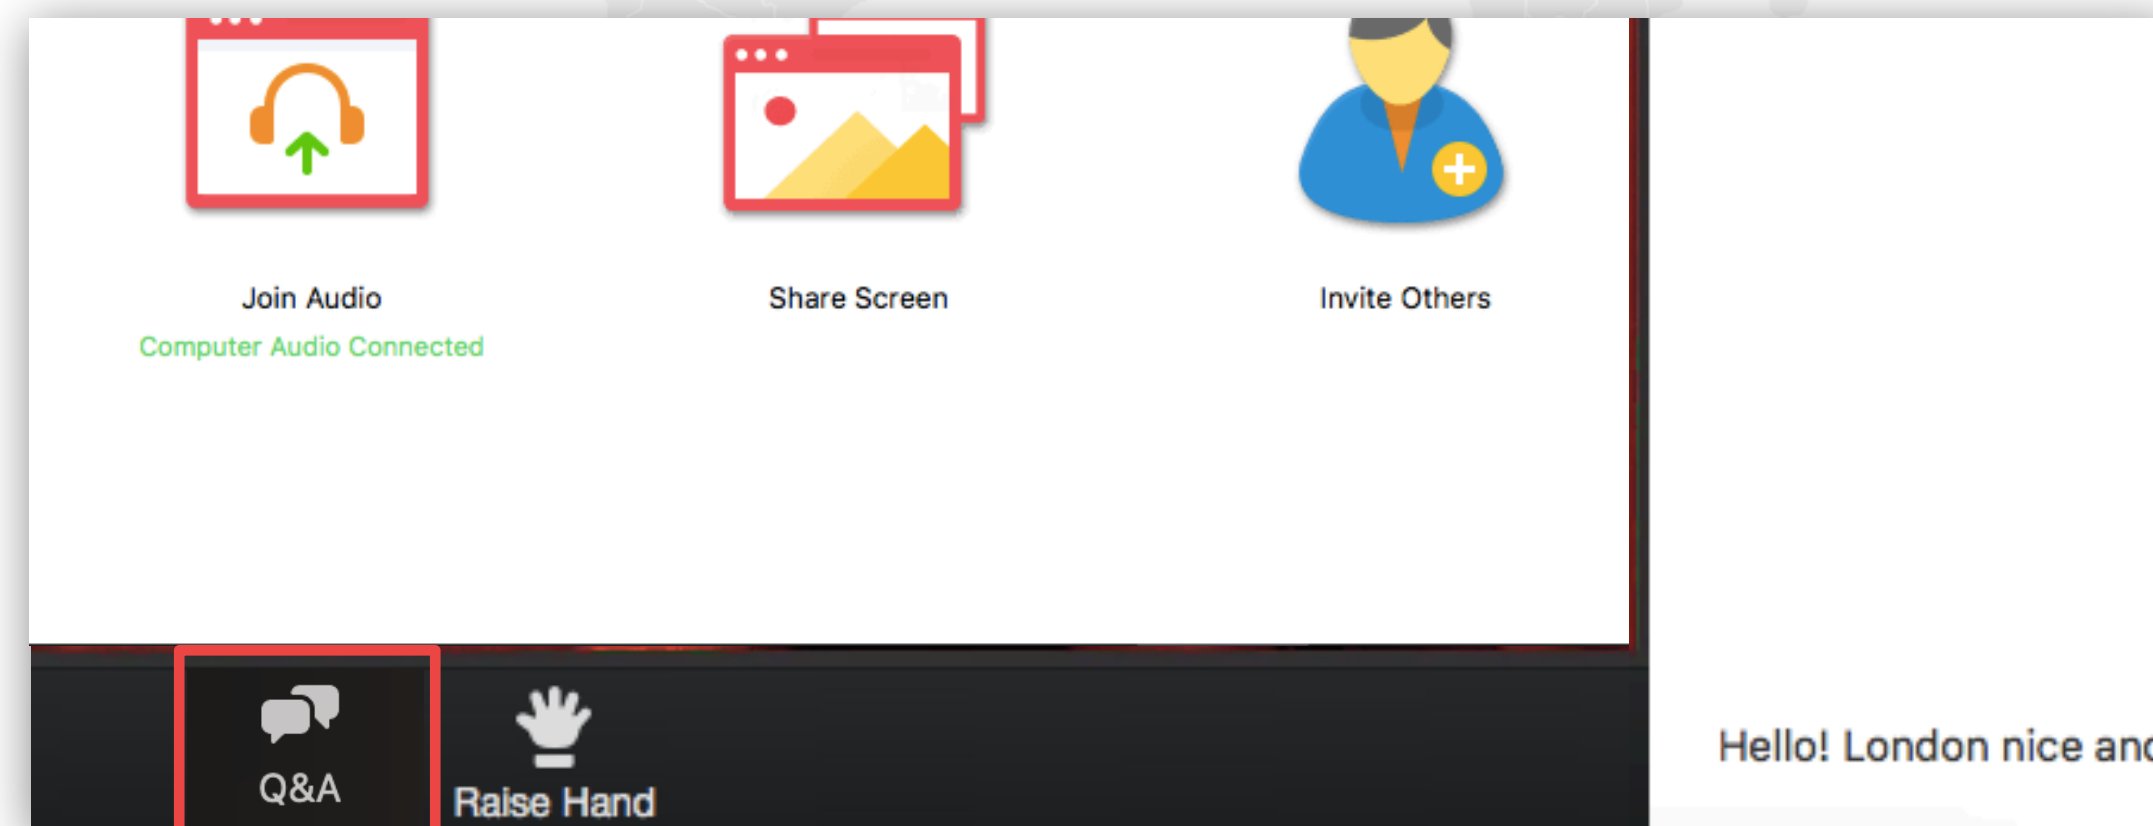 Join Audio
Share Screen
Invite Others
Computer Audio Connected
Q&A
Raise Hand
Hello! London nice and